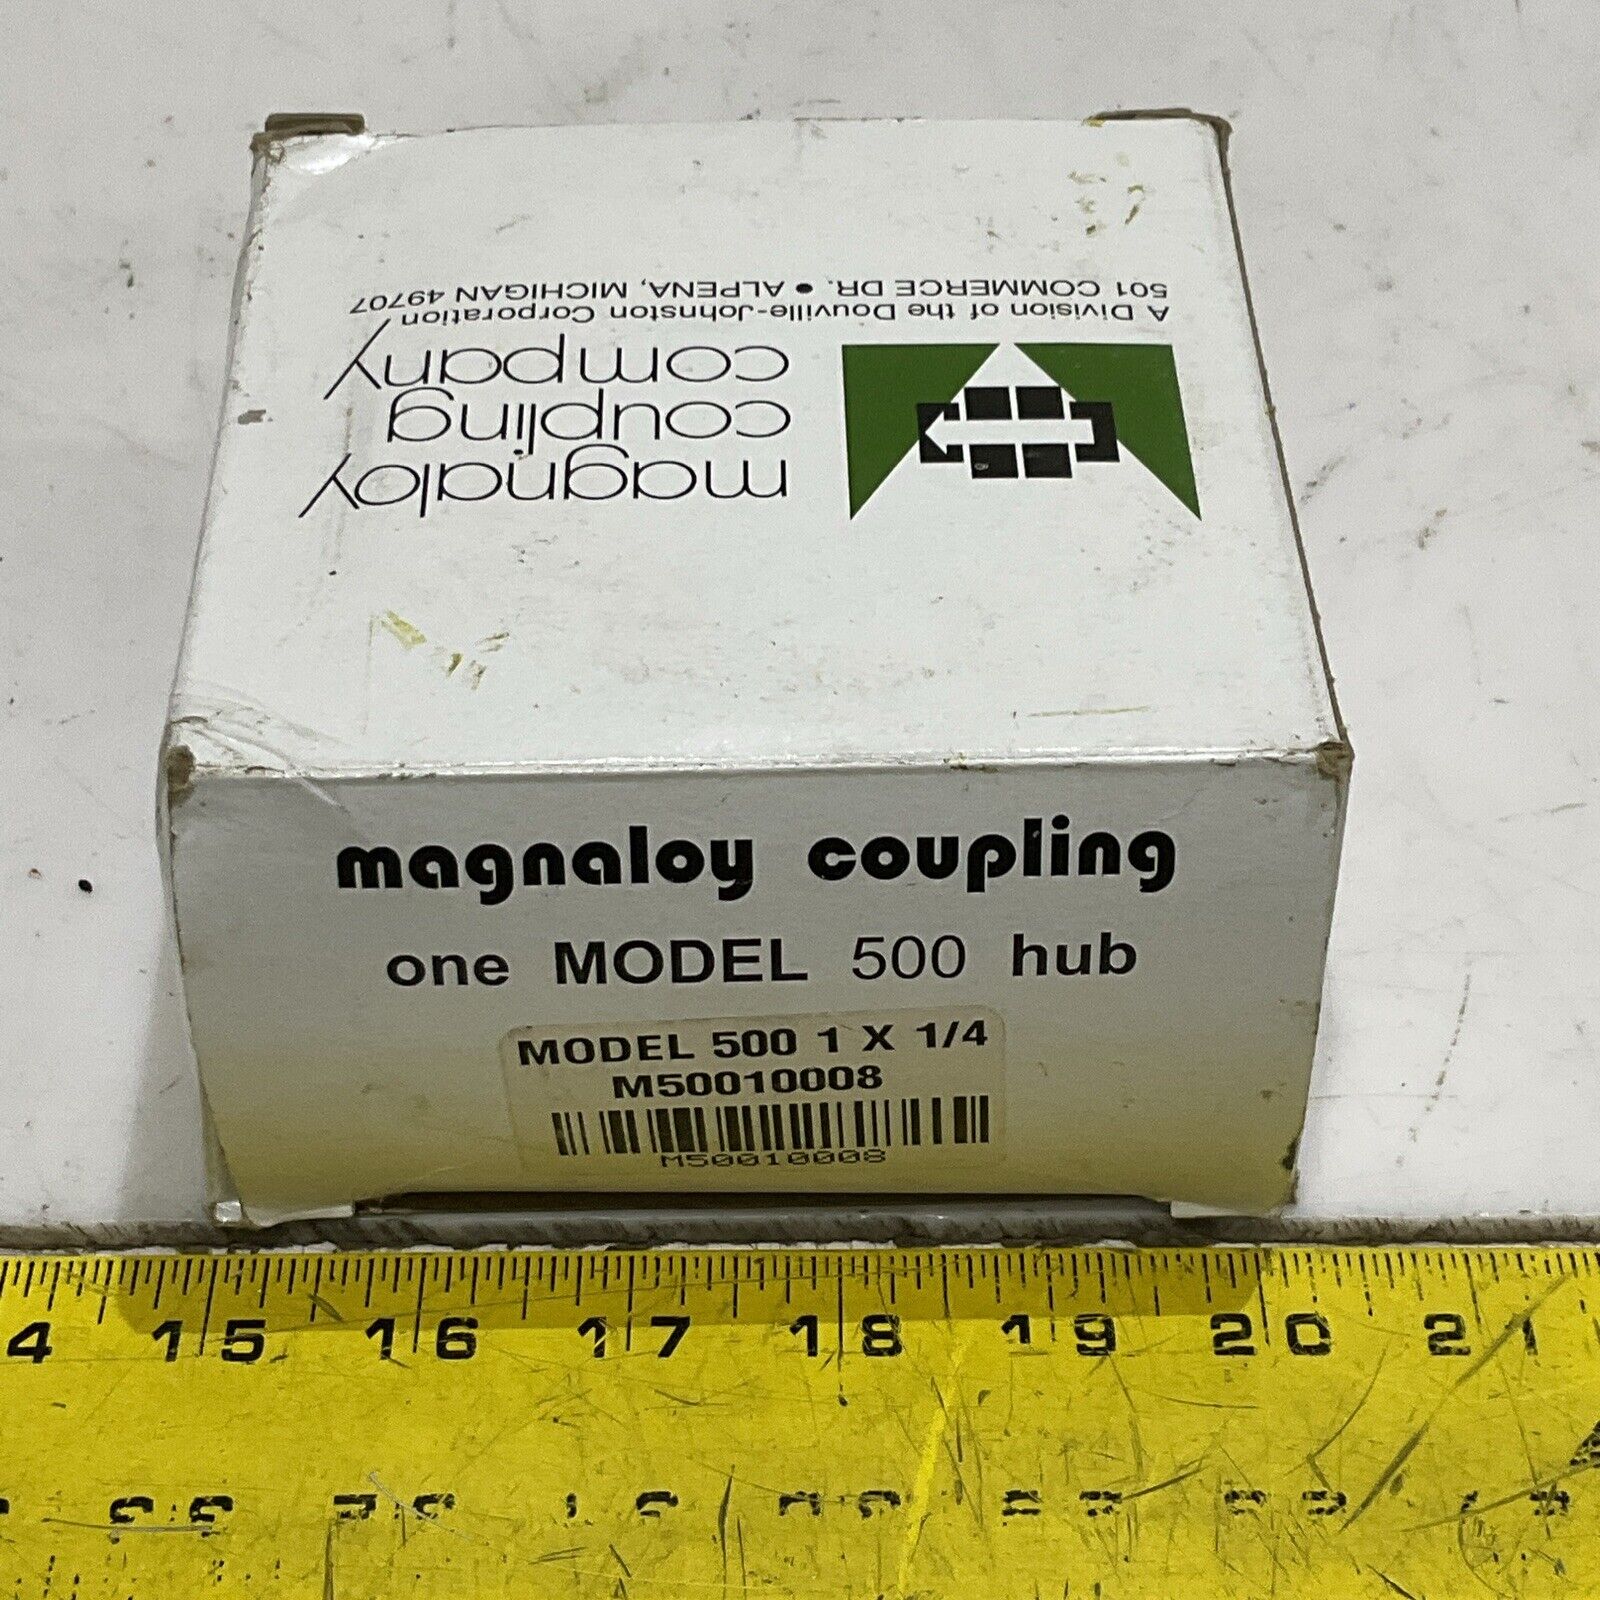 magnaloy
coupling
company
A Division of the Douville-Johnston Corporation
501 COMMERCE DR. • ALPENA, MICHIGAN 49707
magnaloy coupling
one MODEL 500 hub
MODEL 500 1 X 1/4
M50010008
M50010008
4 15 16 17 18 19 20 21